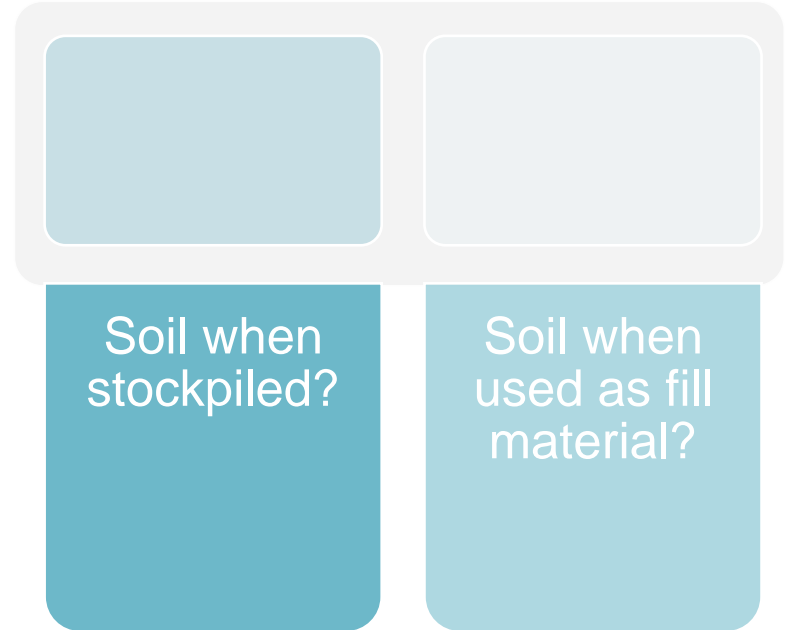 Soil when
stockpiled?
Soil when
used as fill
material?